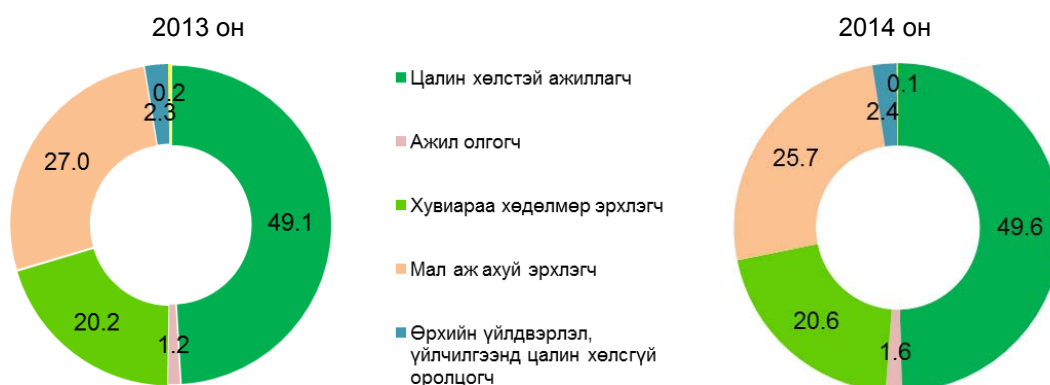 2013 он
2014 он
0.2
2.3
27.0
49.1
20.2
1.2
Цалин хөлстэй ажиллагч
Ажил олгогч
Хувиараа хөдөлмөр эрхлэгч
Мал аж ахуй эрхлэгч
Өрхийн үйлдвэрлэл,
үйлчилгээнд цалин хөлсгүй
оролцогч
0.1
2.4
25.7
49.6
20.6
1.6